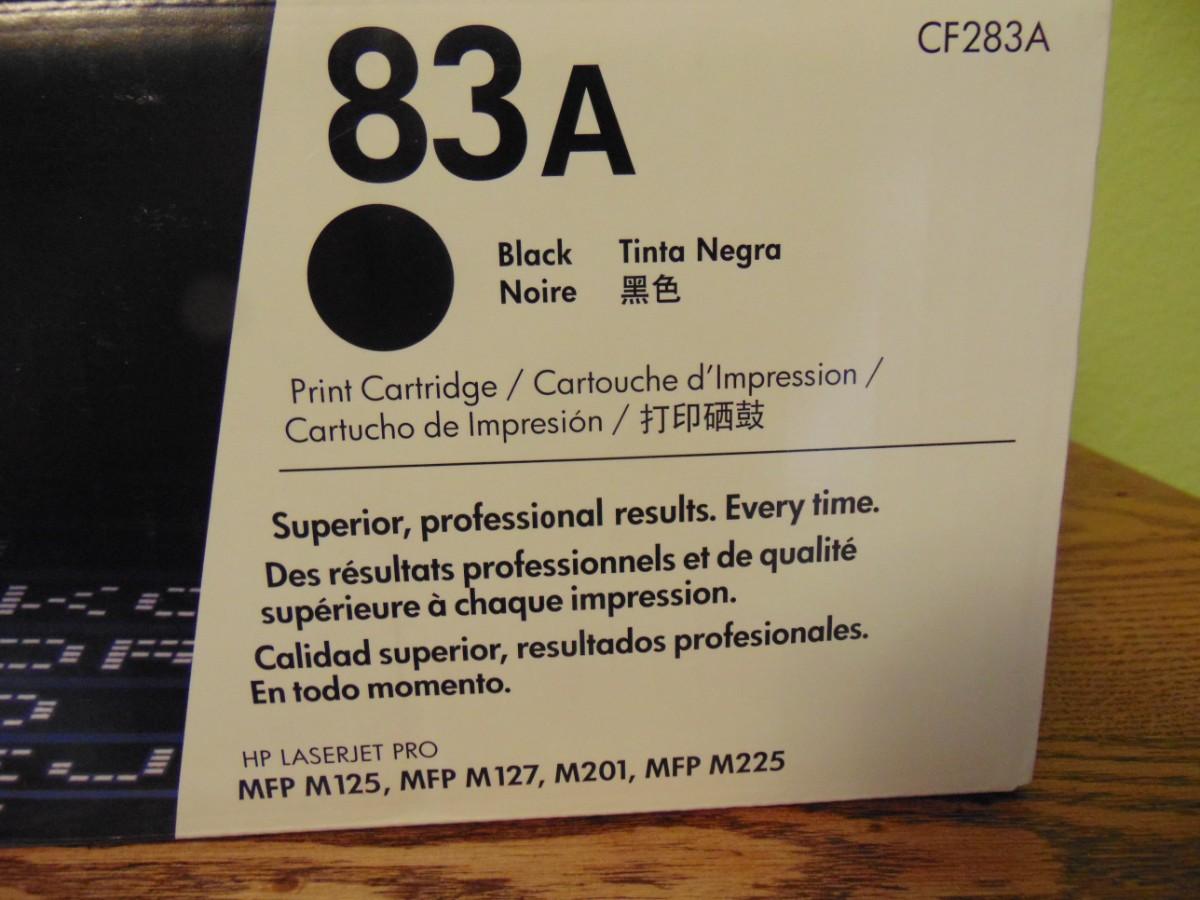 83A
CF283A
Black
Tinta Negra
Noire
黑色
Print Cartridge / Cartouche d'Impression /
Cartucho de Impresión / 打印硒鼓
Superior, professional results. Every time.
Des résultats professionnels et de qualité
supérieure à chaque impression.
Calidad superior, resultados profesionales.
En todo momento.
HP LASERJET PRO
MFP M125, MFP M127, M201, MFP M225